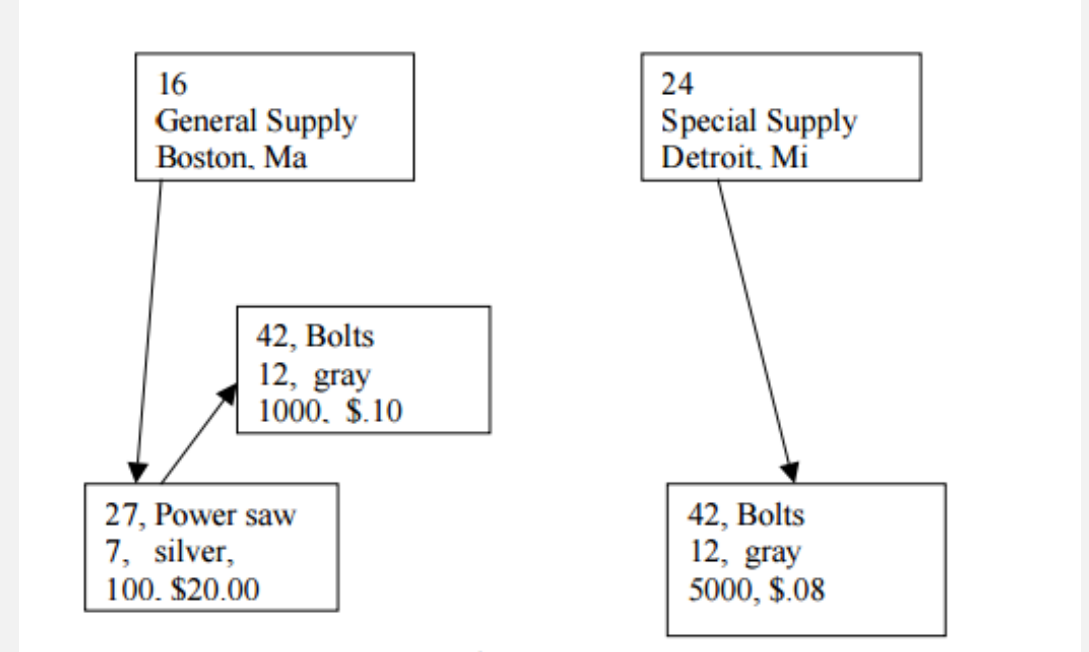 16
General Supply
Boston, Ma
24
Special Supply
Detroit, Mi
42, Bolts
12, gray
1000, $.10
27, Power saw
7, silver,
100. $20.00
42, Bolts
12, gray
5000, $.08